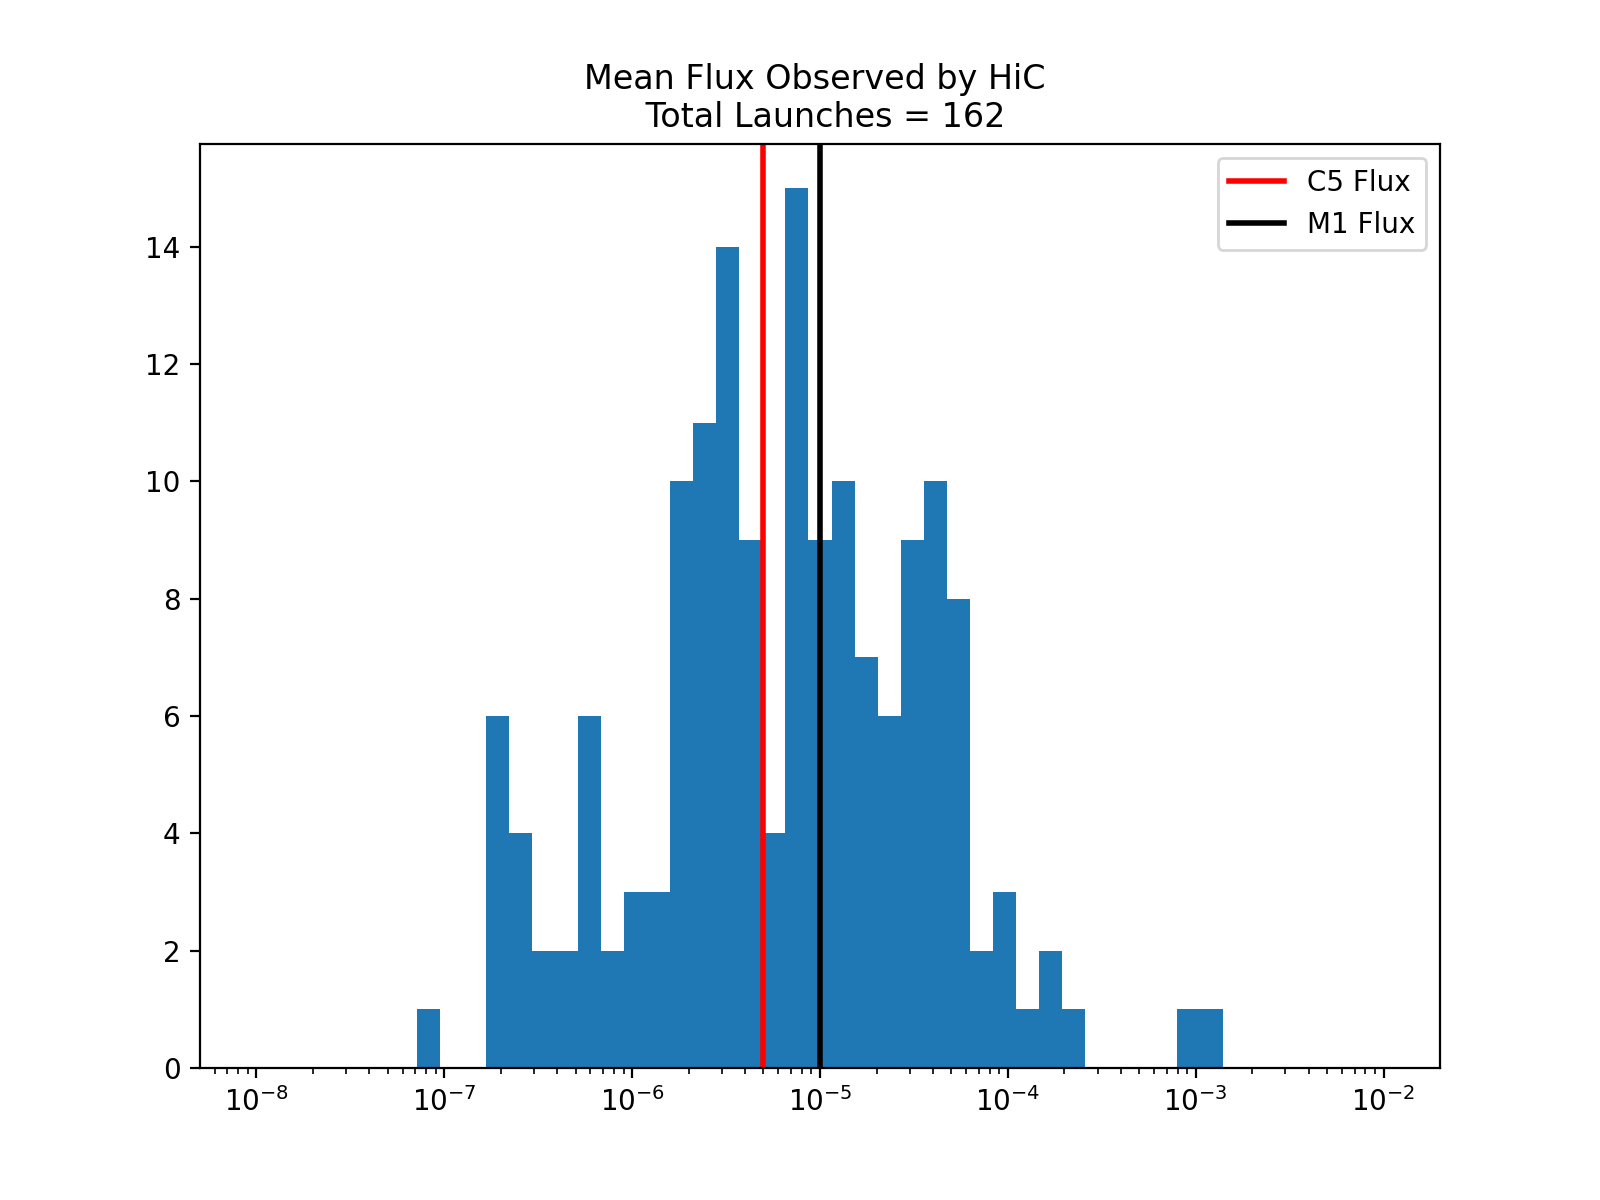 Mean Flux Observed by HiC
Total Launches = 162
C5 Flux
M1 Flux
14
12
10
8
6
4
2
0
10⁻⁸ 10⁻⁷ 10⁻⁶ 10⁻⁵ 10⁻⁴ 10⁻³ 10⁻²